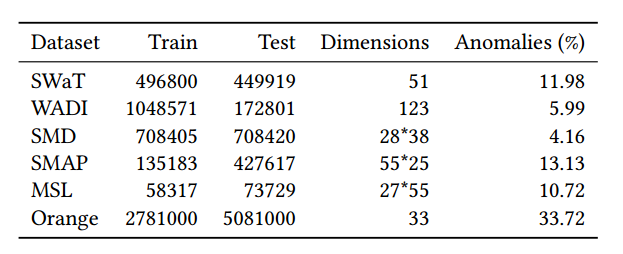 Dataset Train Test Dimensions Anomalies (%)
SWaT 496800 449919 51 11.98
WADI 1048571 172801 123 5.99
SMD 708405 708420 28*38 4.16
SMAP 135183 427617 55*25 13.13
MSL 58317 73729 27*55 10.72
Orange 2781000 5081000 33 33.72